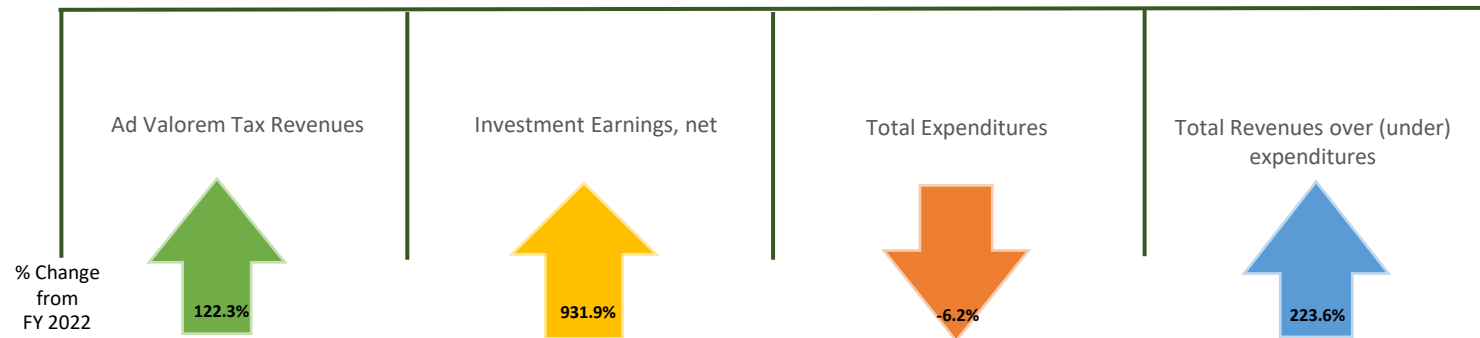 Ad Valorem Tax Revenues
Investment Earnings, net
Total Expenditures
Total Revenues over (under)
expenditures
% Change
from
FY 2022
122.3%
931.9%
-6.2%
223.6%